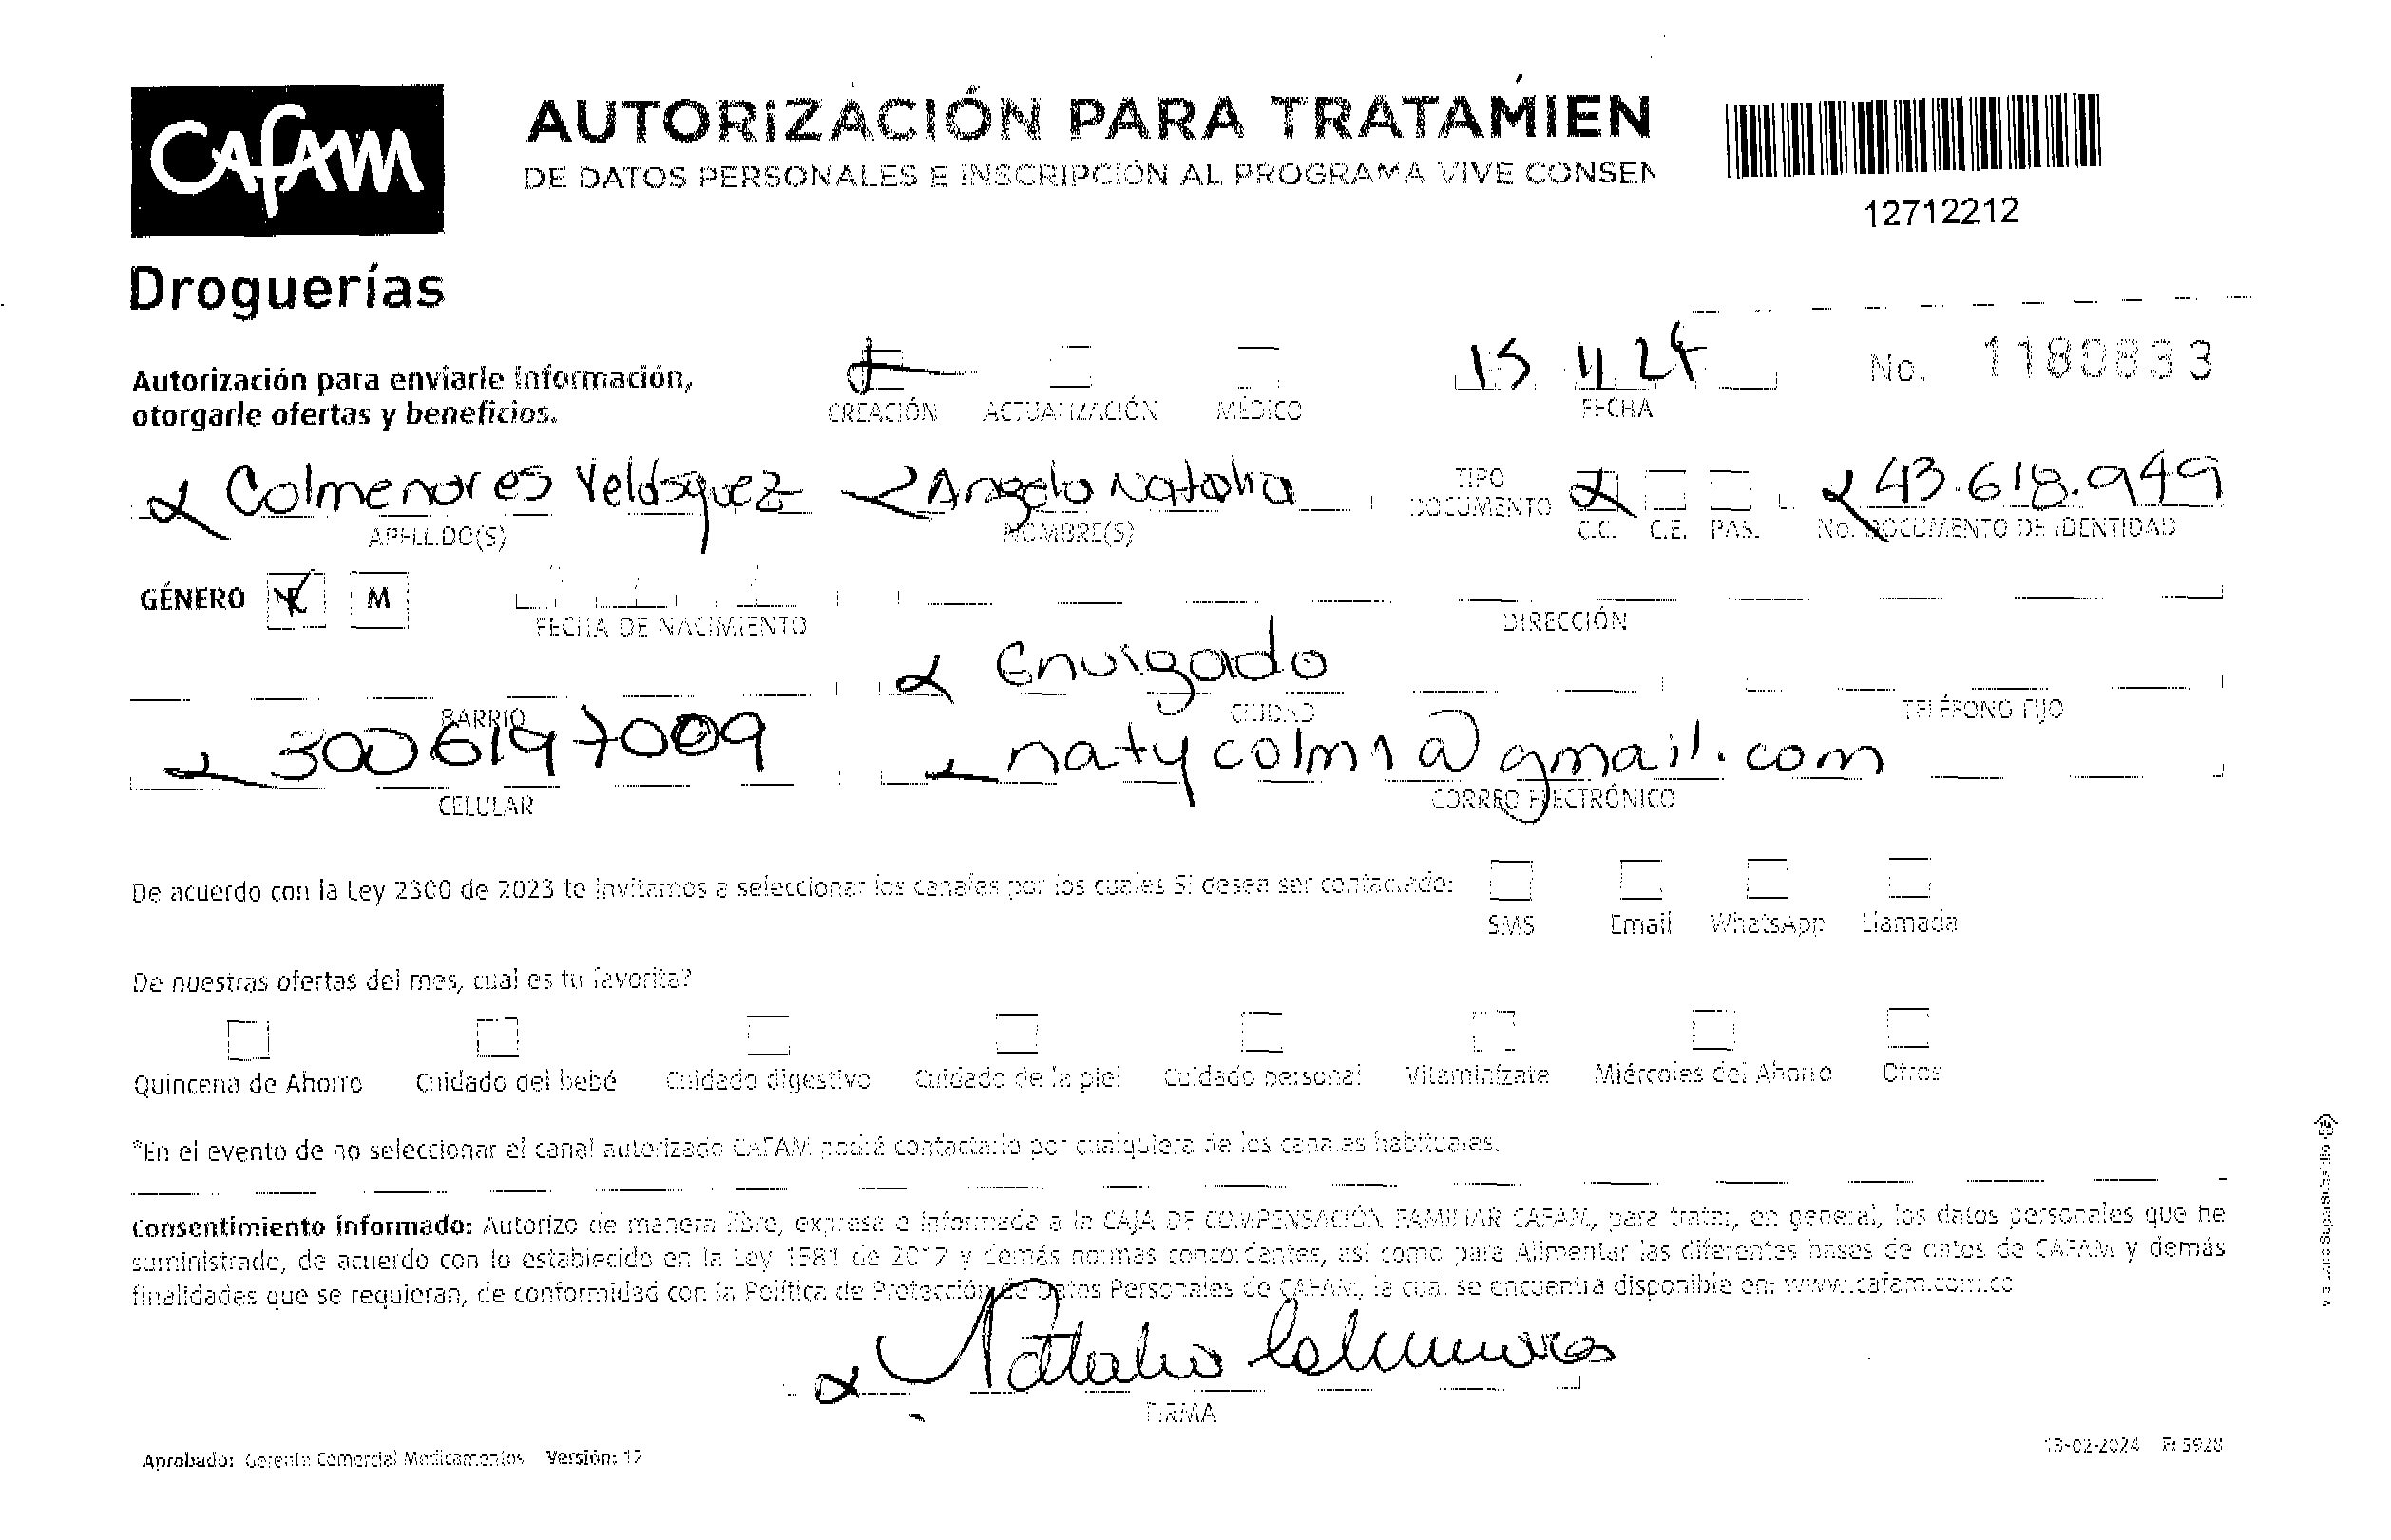 CAFAM
Droguerías
AUTORIZACIÓN PARA TRATAMIEN
DE DATOS PERSONALES E INSCRIPCIÓN AL PROGRAMA VIVE CONSEN
12712212
Autorización para enviarle información,
otorgarle ofertas y beneficios.
CREACIÓN ACTUALIZACIÓN MÉDICO
15 11 24
FECHA
No. 1180833
Colmenares Velásquez Angela Natalia
APELLIDO(S) NOMBRE(S)
TIPO
DOCUMENTO
C.C. C.E. PAS.
43.618.949
No. DOCUMENTO DE IDENTIDAD
GÉNERO F M
FECHA DE NACIMIENTO DIRECCIÓN
Envigado
BARRIO CIUDAD TELÉFONO FIJO
3006197009 natycolm1@gmail.com
CELULAR CORREO ELECTRÓNICO
De acuerdo con la Ley 2300 de 2023 te invitamos a seleccionar los canales por los cuales Si desea ser contactado:
SMS Email WhatsApp Llamada
De nuestras ofertas del mes, cual es tu favorita?
Quincena de Ahorro Cuidado del bebé Cuidado digestivo Cuidado de la piel Cuidado personal Vitaminízate Miércoles del Ahorro Otros
*En el evento de no seleccionar el canal autorizado CAFAM podrá contactarlo por cualquiera de los canales habituales.
Consentimiento informado: Autorizo de manera libre, expresa e informada a la CAJA DE COMPENSACIÓN FAMILIAR CAFAM, para tratar, en general, los datos personales que he
suministrado, de acuerdo con lo establecido en la Ley 1581 de 2012 y demás normas concordantes, así como para Alimentar las diferentes bases de datos de CAFAM y demás
finalidades que se requieran, de conformidad con la Política de Protección de Datos Personales de CAFAM, la cual se encuentra disponible en: www.cafam.com.co
Natalia Colmenares
FIRMA
Aprobado: Gerente Comercial Medicamentos Versión: 12
13-02-2024 F: 5928